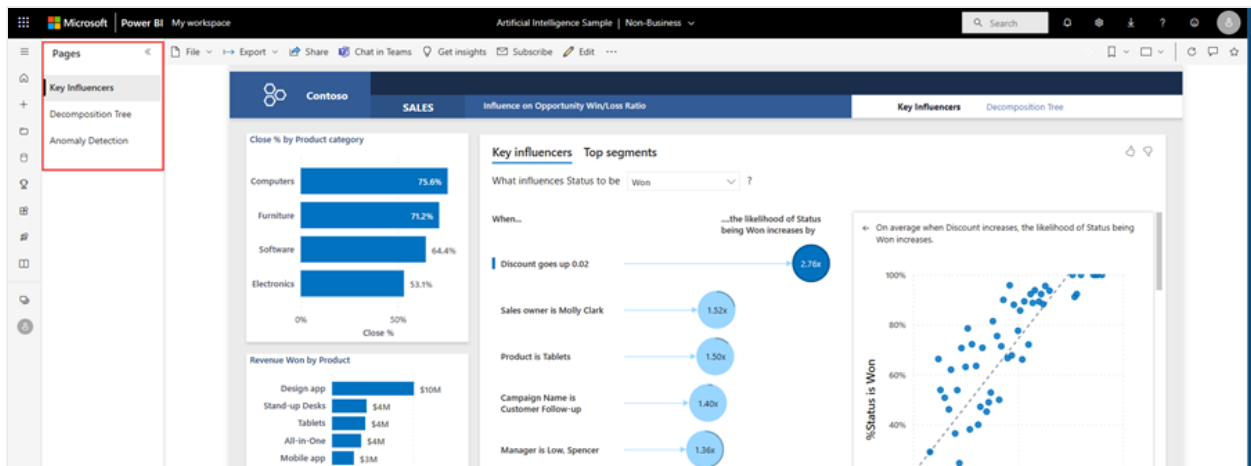 Microsoft Power BI My workspace Artificial Intelligence Sample | Non-Business Search
Pages
Key Influencers
Decomposition Tree
Anomaly Detection
File Export Share Chat in Teams Get insights Subscribe Edit ...
Contoso
SALES
Influence on Opportunity Win/Loss Ratio
Key Influencers Decomposition Tree
Close % by Product category
Computers 75.6%
Furniture 71.2%
Software 64.4%
Electronics 53.1%
0% 50%
Close %
Revenue Won by Product
Design app $10M
Stand-up Desks $4M
Tablets $4M
All-in-One $4M
Mobile app $3M
Key influencers Top segments
What influences Status to be Won ?
When...
....the likelihood of Status
being Won increases by
Discount goes up 0.02 2.76x
Sales owner is Molly Clark 1.52x
Product is Tablets 1.50x
Campaign Name is
Customer Follow-up 1.40x
Manager is Low, Spencer 1.36x
On average when Discount increases, the likelihood of Status being
Won increases.
100%
80%
60%
40%
%Status is Won